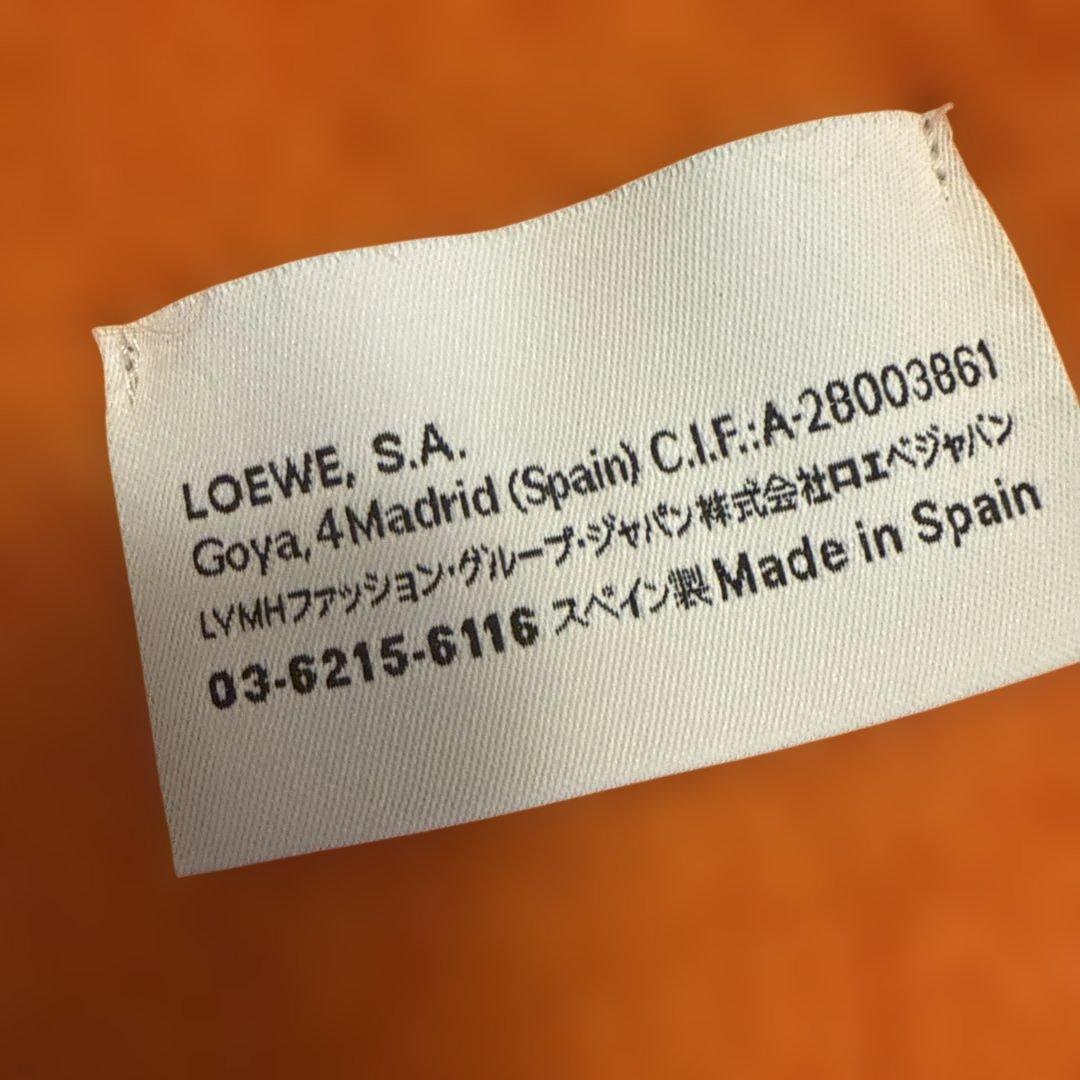 LOEWE, S.A.
Goya, 4 Madrid (Spain) C.I.F.:A-28003861
LVMHファッション・グループ・ジャパン株式会社ロエベジャパン
03-6215-6116 スペイン製 Made in Spain